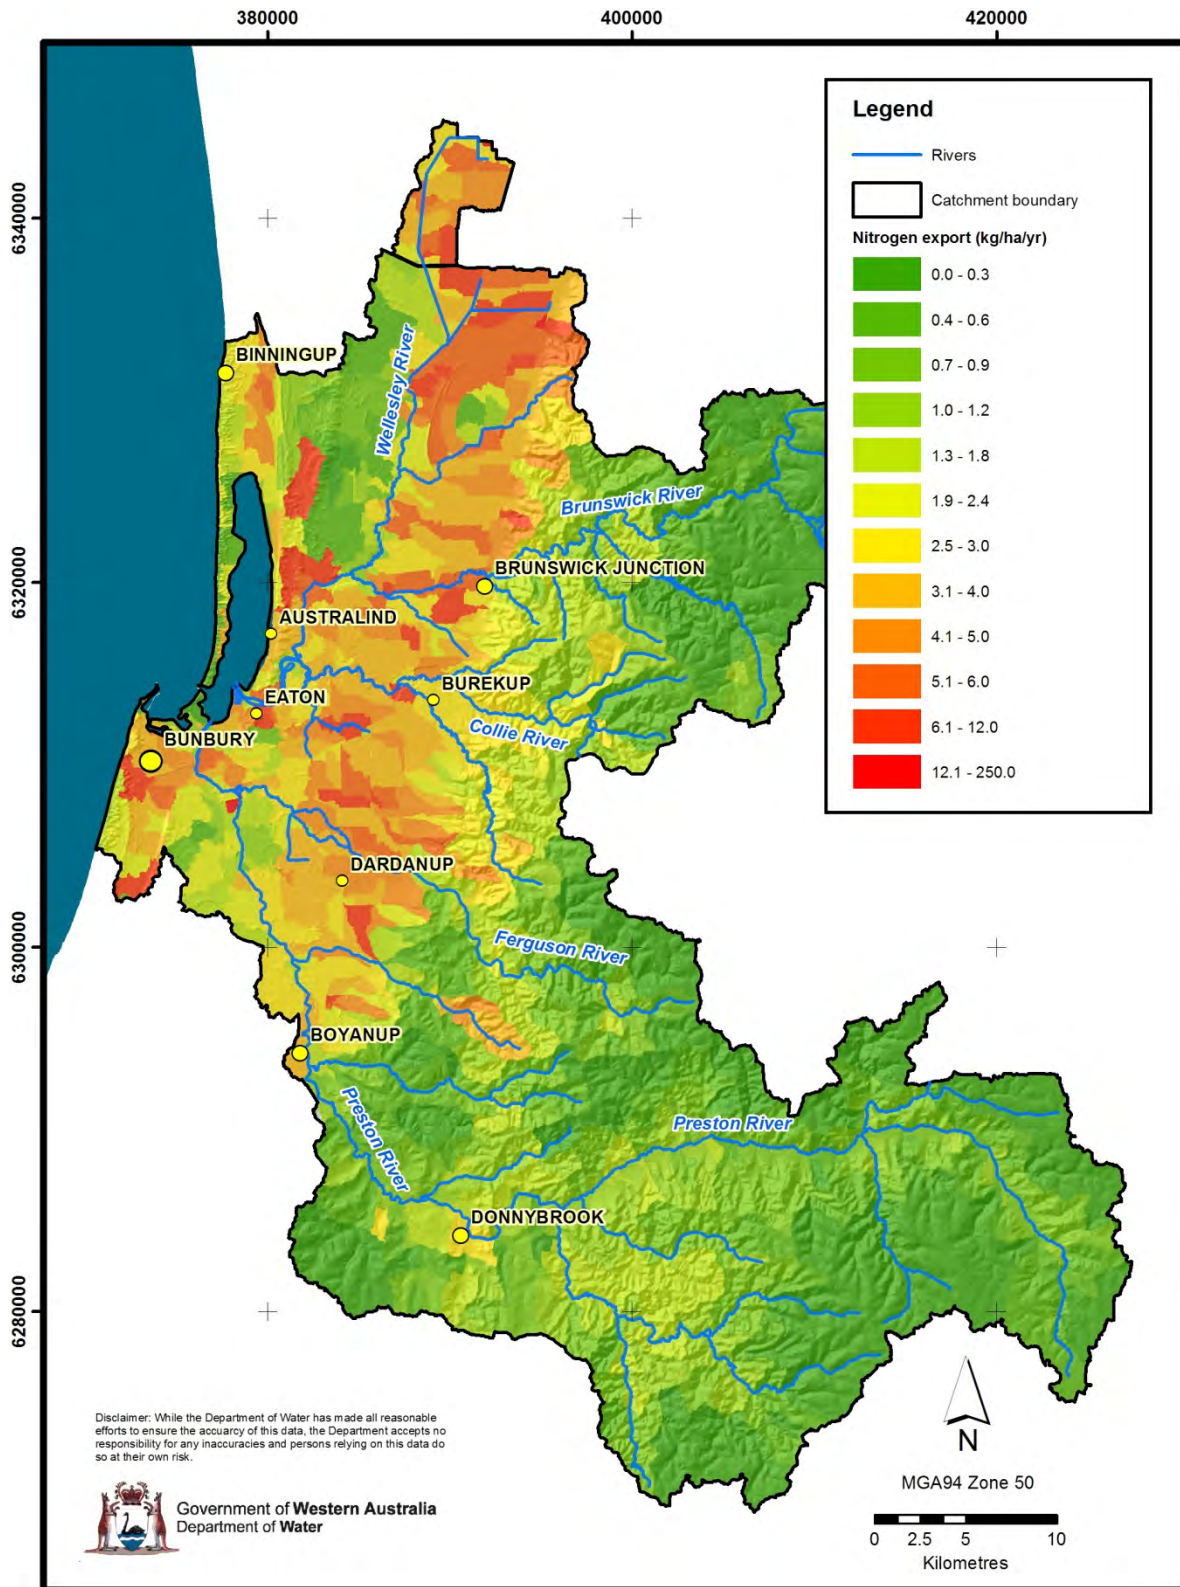 380000
400000
420000
6340000
6320000
6300000
6280000
Legend
Rivers
Catchment boundary
Nitrogen export (kg/ha/yr)
0.0 - 0.3
0.4 - 0.6
0.7 - 0.9
1.0 - 1.2
1.3 - 1.8
1.9 - 2.4
2.5 - 3.0
3.1 - 4.0
4.1 - 5.0
5.1 - 6.0
6.1 - 12.0
12.1 - 250.0
BINNINGUP
Wellesley River
Brunswick River
BRUNSWICK JUNCTION
AUSTRALIND
EATON
BUREKUP
Collie River
BUNBURY
DARDANUP
Ferguson River
BOYANUP
Preston River
Preston River
DONNYBROOK
Disclaimer: While the Department of Water has made all reasonable
efforts to ensure the accuarcy of this data, the Department accepts no
responsibility for any inaccuracies and persons relying on this data do
so at their own risk.
Government of Western Australia
Department of Water
N
MGA94 Zone 50
0 2.5 5 10
Kilometres